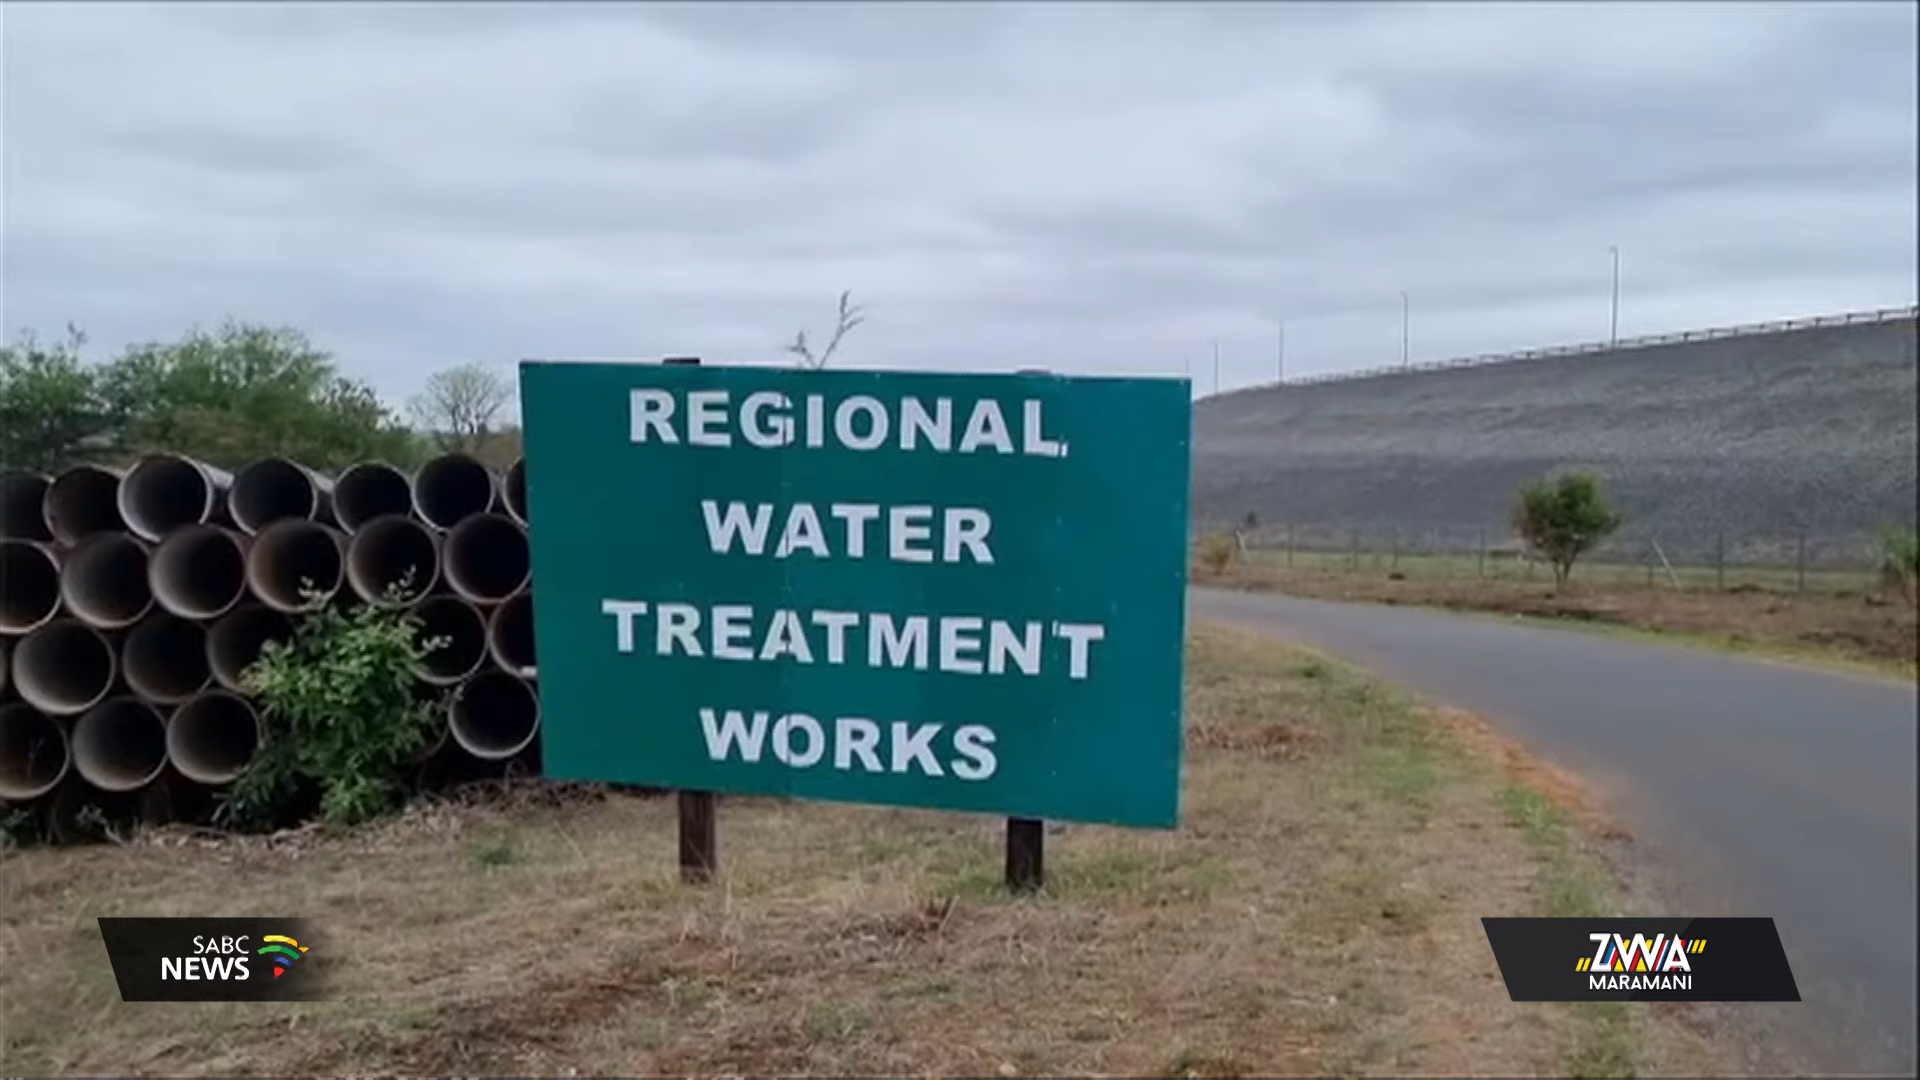 REGIONAL
WATER
TREATMENT
WORKS
SABC
NEWS
ZWA
MARAMANI